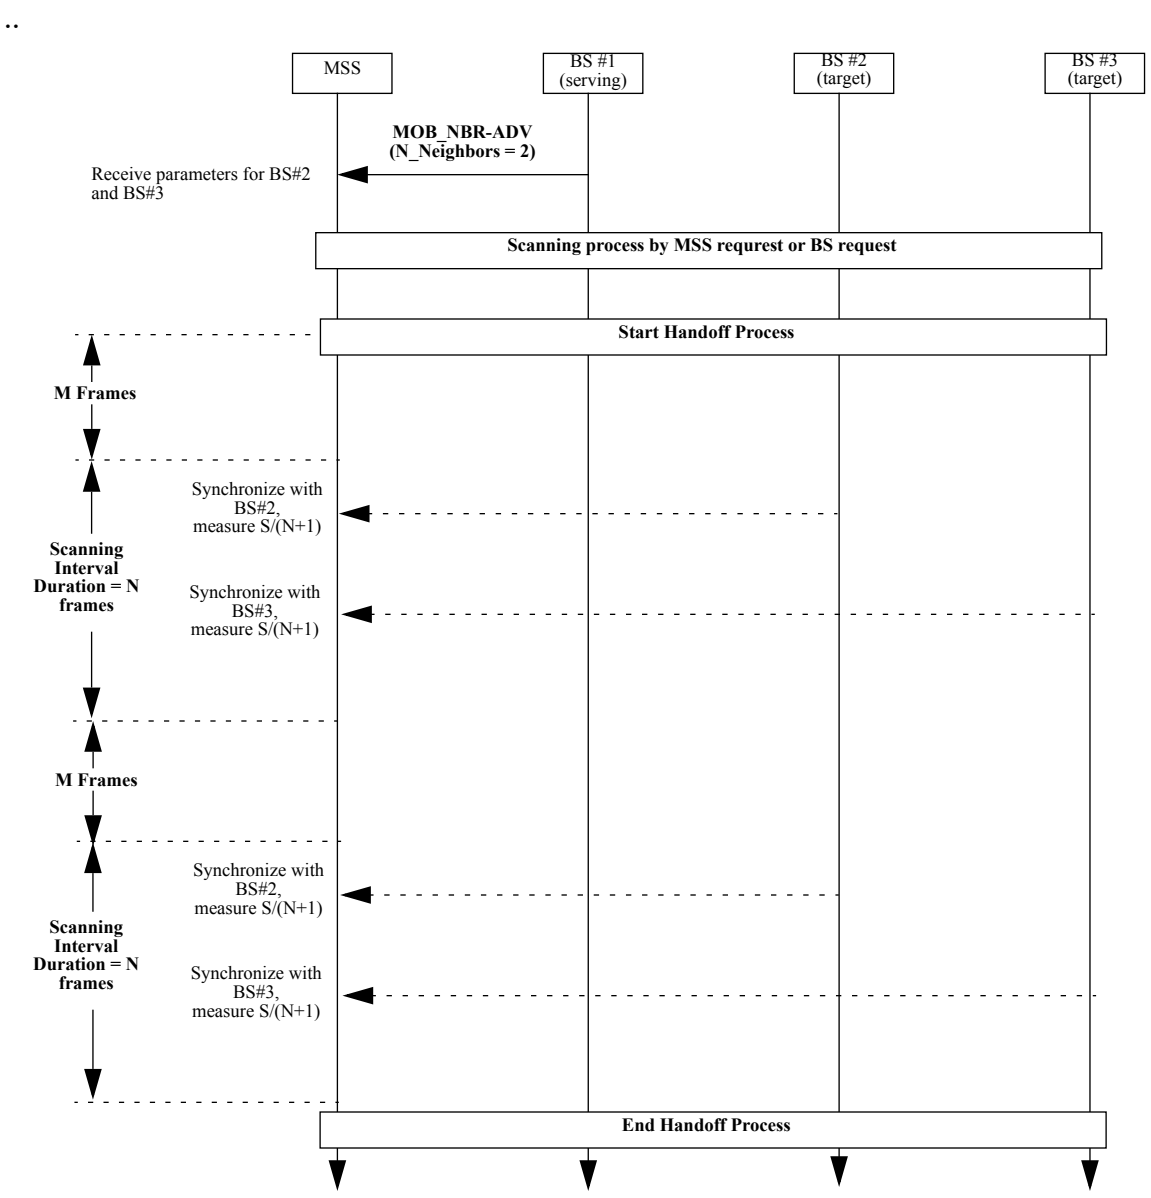 ..
MSS
BS #1
(serving)
BS #2
(target)
BS #3
(target)
MOB_NBR-ADV
(N_Neighbors = 2)
Receive parameters for BS#2
and BS#3
Scanning process by MSS requrest or BS request
Start Handoff Process
M Frames
Synchronize with
BS#2,
measure S/(N+1)
Scanning
Interval
Duration = N
frames
Synchronize with
BS#3,
measure S/(N+1)
M Frames
Synchronize with
BS#2,
measure S/(N+1)
Scanning
Interval
Duration = N
frames
Synchronize with
BS#3,
measure S/(N+1)
End Handoff Process